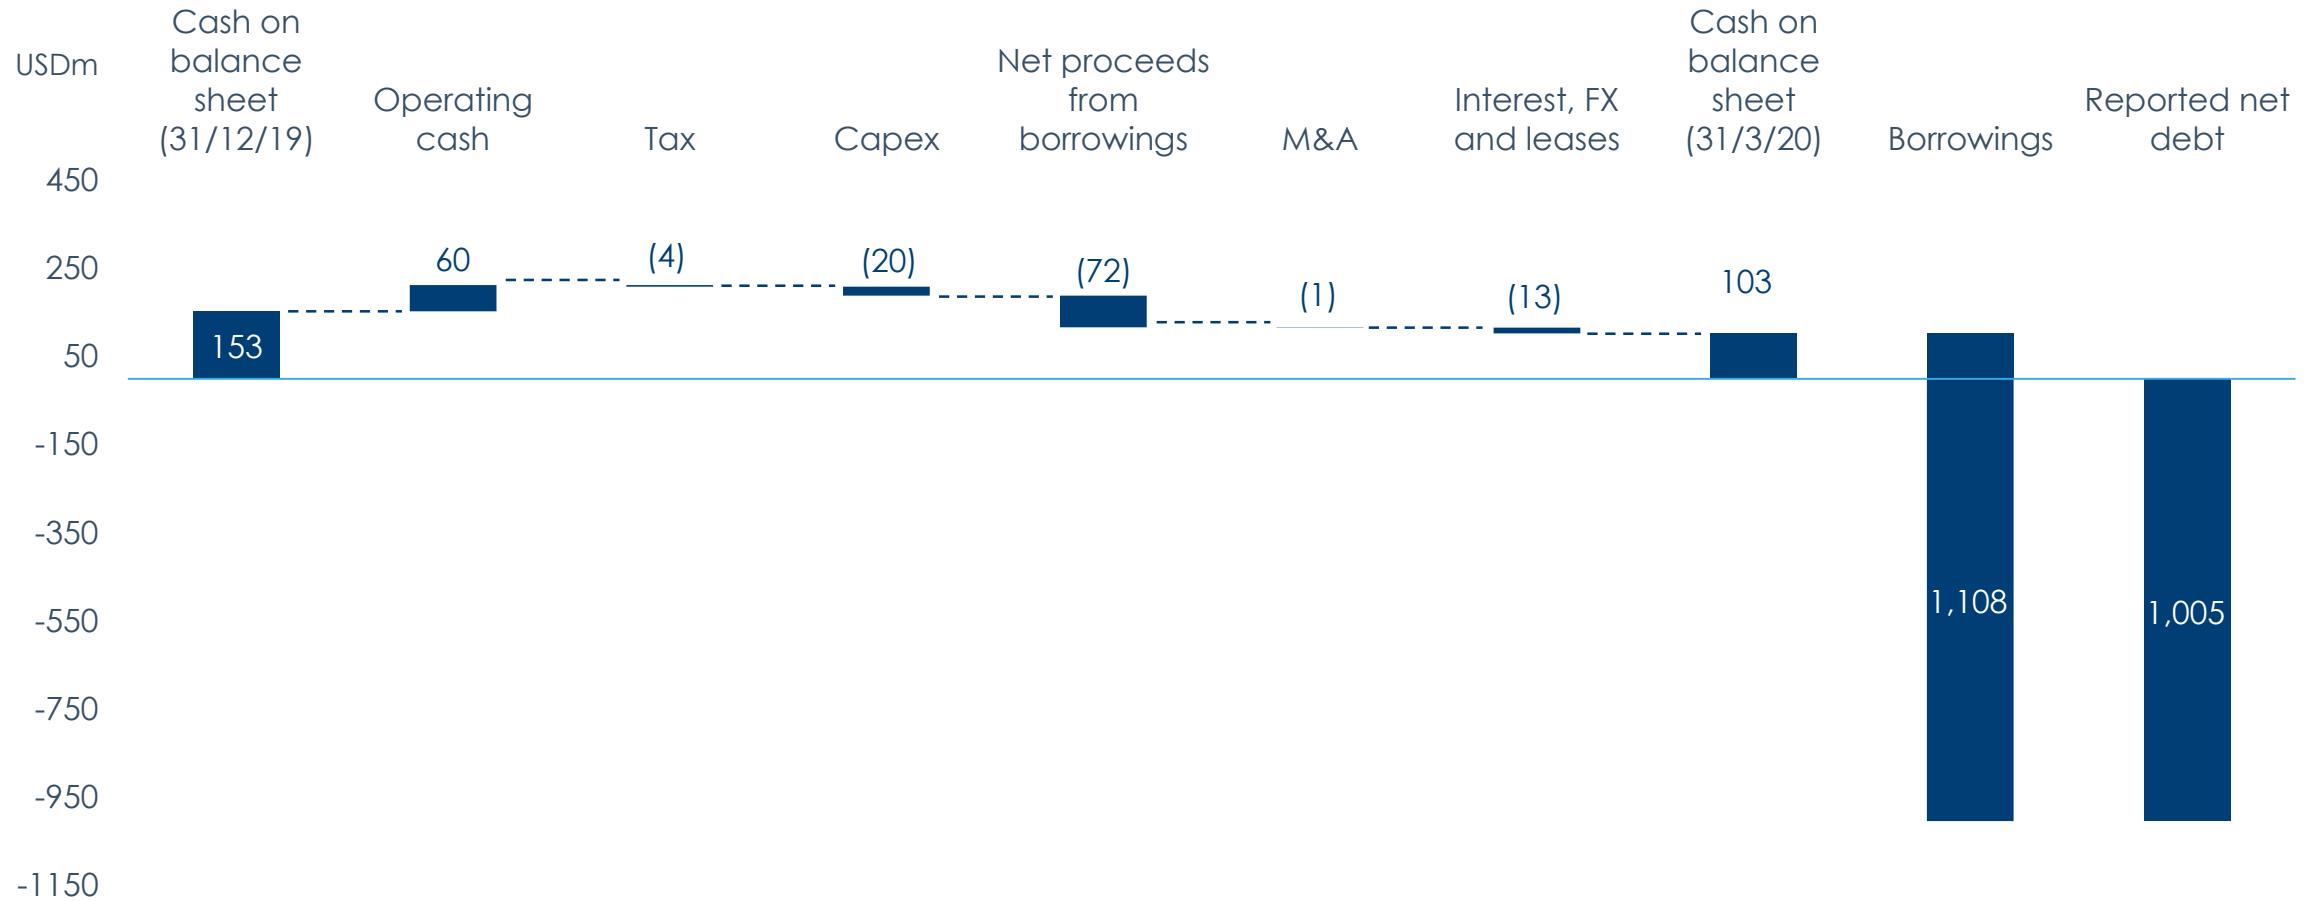 USDm
Cash on
balance
sheet
(31/12/19)
Operating
cash
Tax
Capex
Net proceeds
from
borrowings
M&A
Interest, FX
and leases
Cash on
balance
sheet
(31/3/20)
Borrowings
Reported net
debt
450
250
50
-150
-350
-550
-750
-950
-1150
153
60
(4)
(20)
(72)
(1)
(13)
103
1,108
1,005